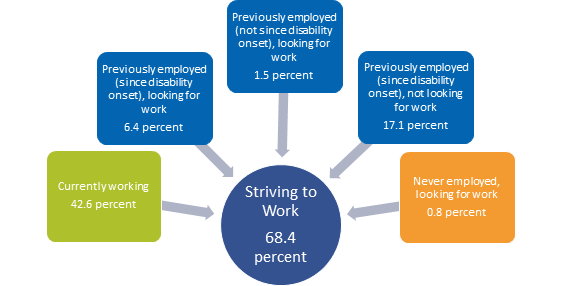 Previously employed
(not since disability
onset), looking for
work
1.5 percent
Previously employed
(since disability
onset), looking for
work
6.4 percent
Previously employed
(since disability
onset), not looking
for work
17.1 percent
Currently working
42.6 percent
Striving to
Work
68.4
percent
Never employed,
looking for work
0.8 percent